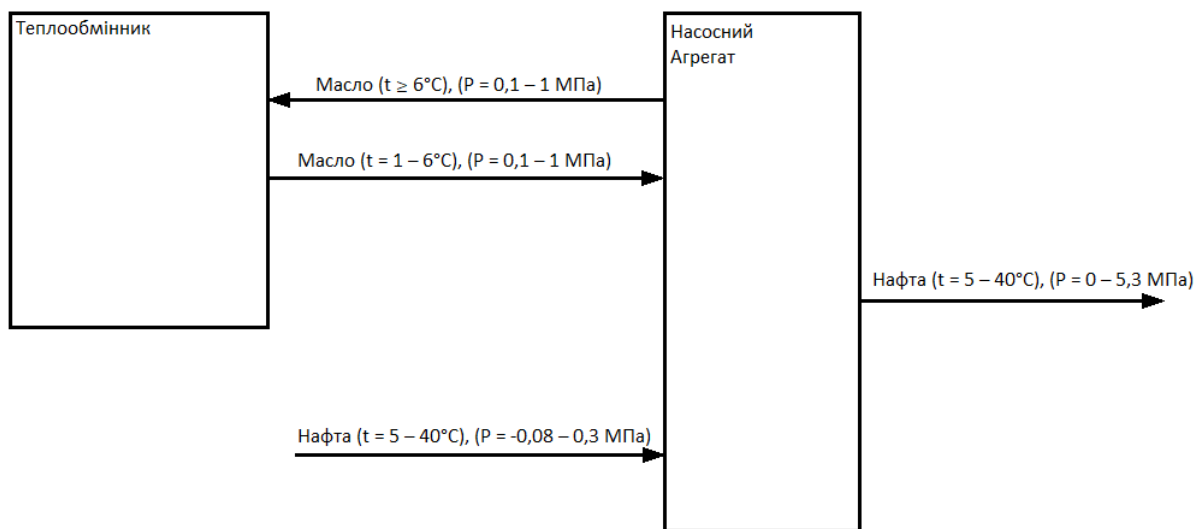 Теплообмінник
Насосний
Агрегат
Масло (t ≥ 6°C), (P = 0,1 – 1 МПа)
Масло (t = 1 – 6°C), (P = 0,1 – 1 МПа)
Нафта (t = 5 – 40°C), (P = 0 – 5,3 МПа)
Нафта (t = 5 – 40°C), (P = -0,08 – 0,3 МПа)